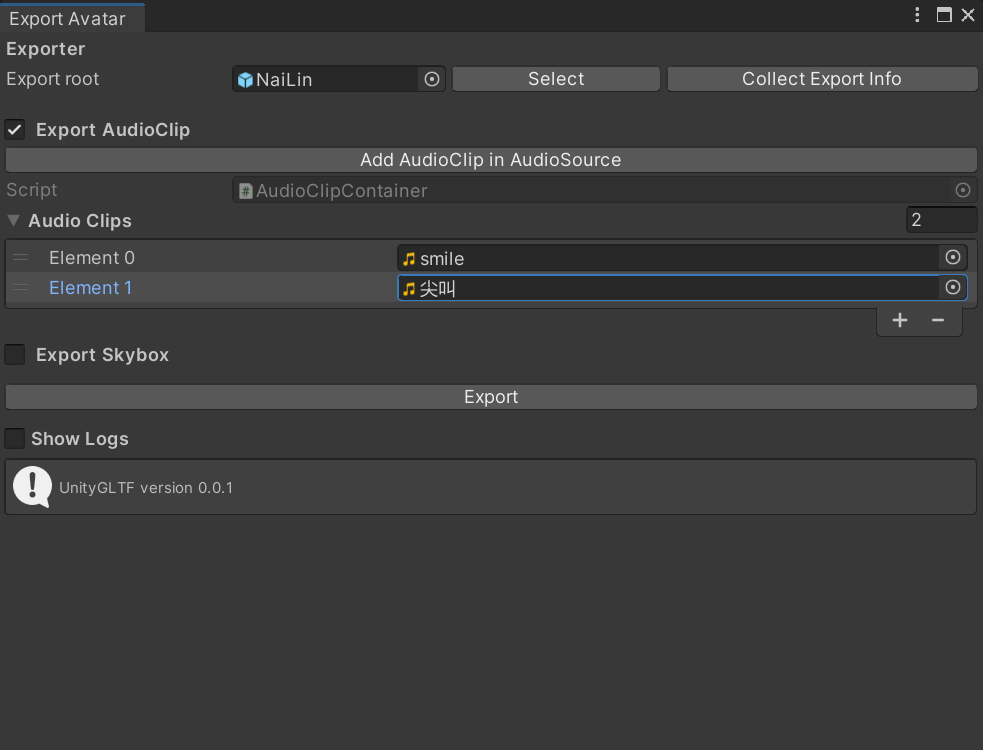 Export Avatar
Exporter
Export root NaiLin Select Collect Export Info
Export AudioClip
Add AudioClip in AudioSource
Script # AudioClipContainer
Audio Clips 2
Element 0 smile
Element 1 尖叫
+ −
Export Skybox
Export
Show Logs
! UnityGLTF version 0.0.1